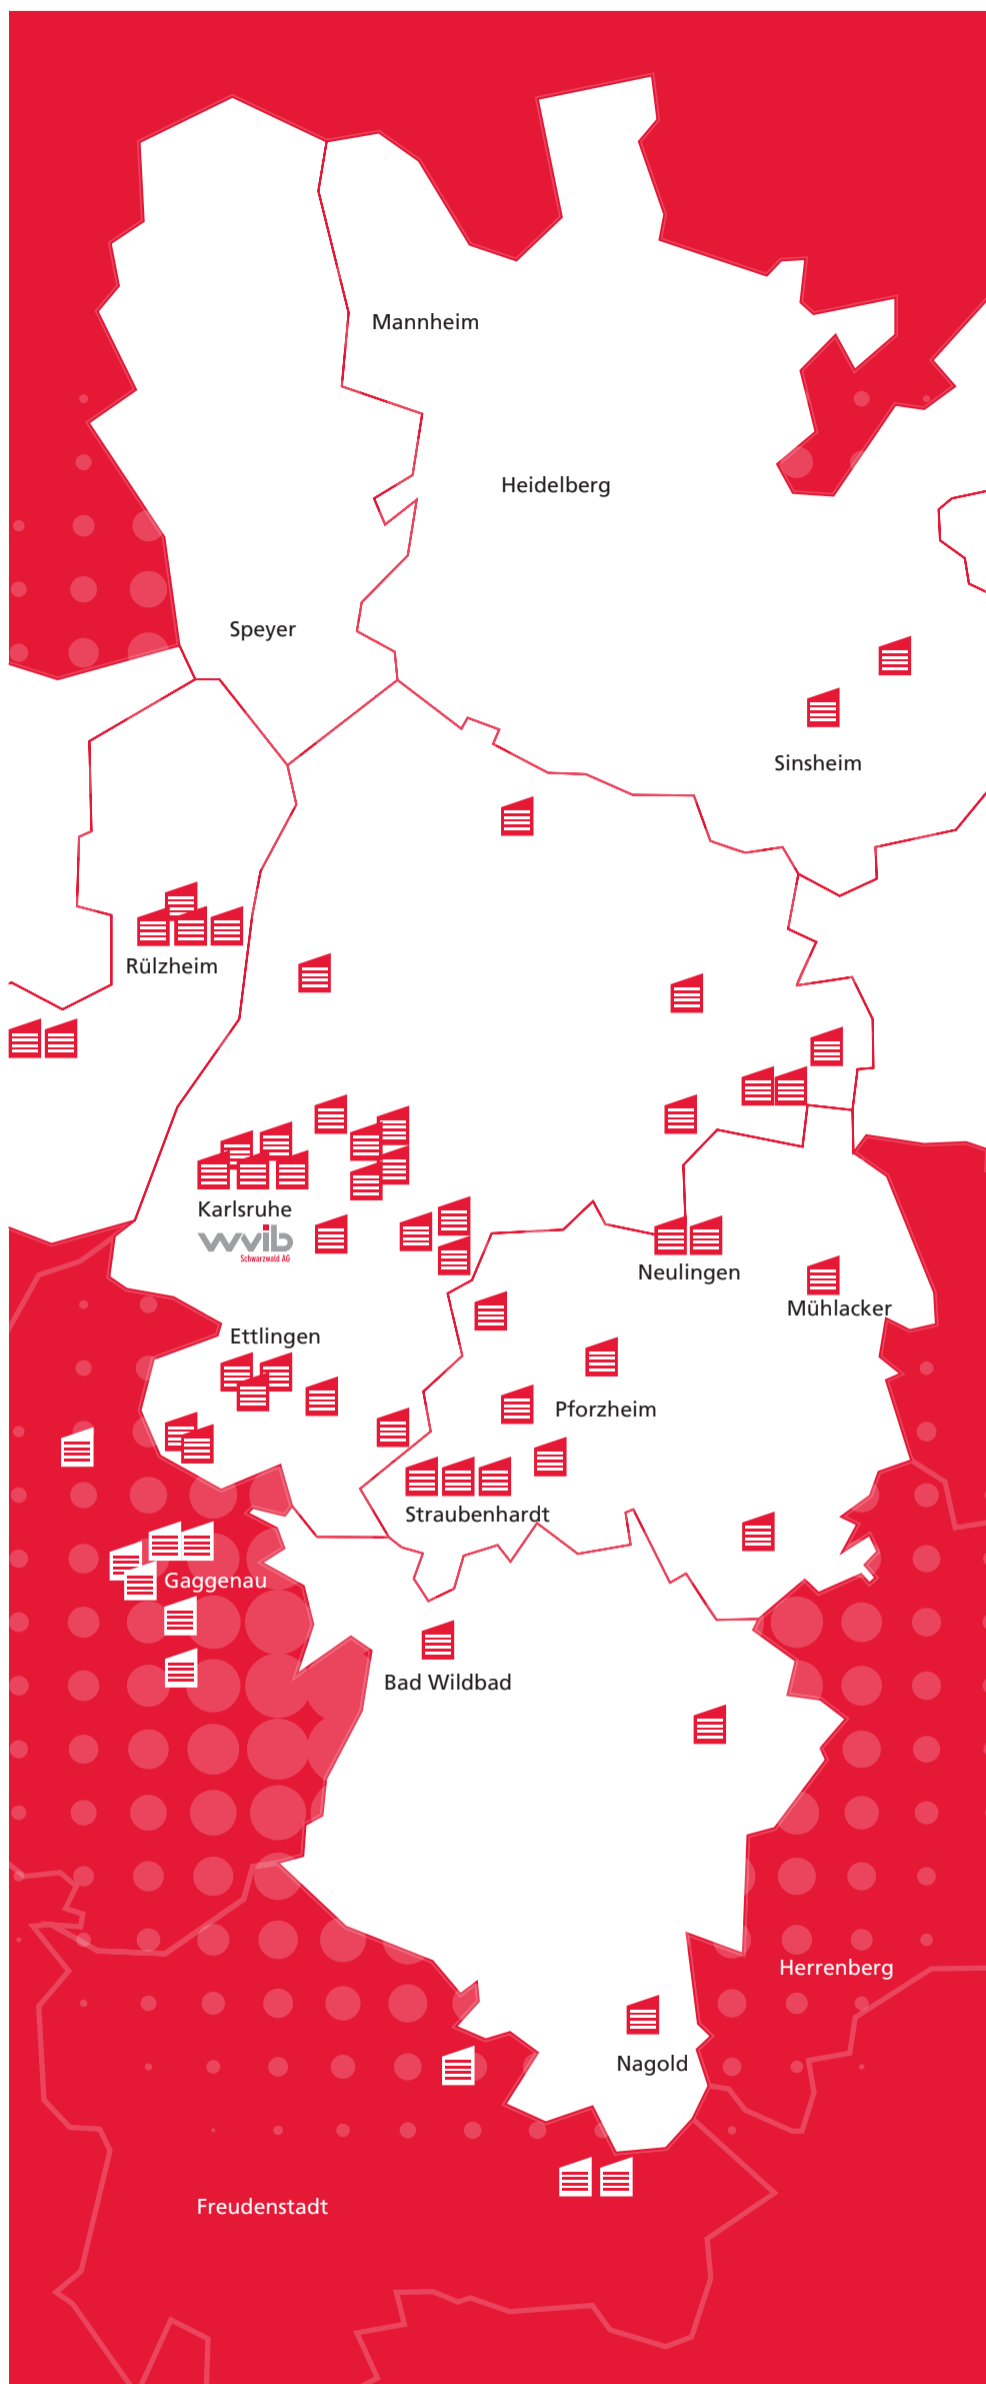 Mannheim
Heidelberg
Speyer
Sinsheim
Rülzheim
Karlsruhe
wvib
Schwarzwald AG
Neulingen
Mühlacker
Ettlingen
Pforzheim
Straubenhardt
Gaggenau
Bad Wildbad
Herrenberg
Nagold
Freudenstadt